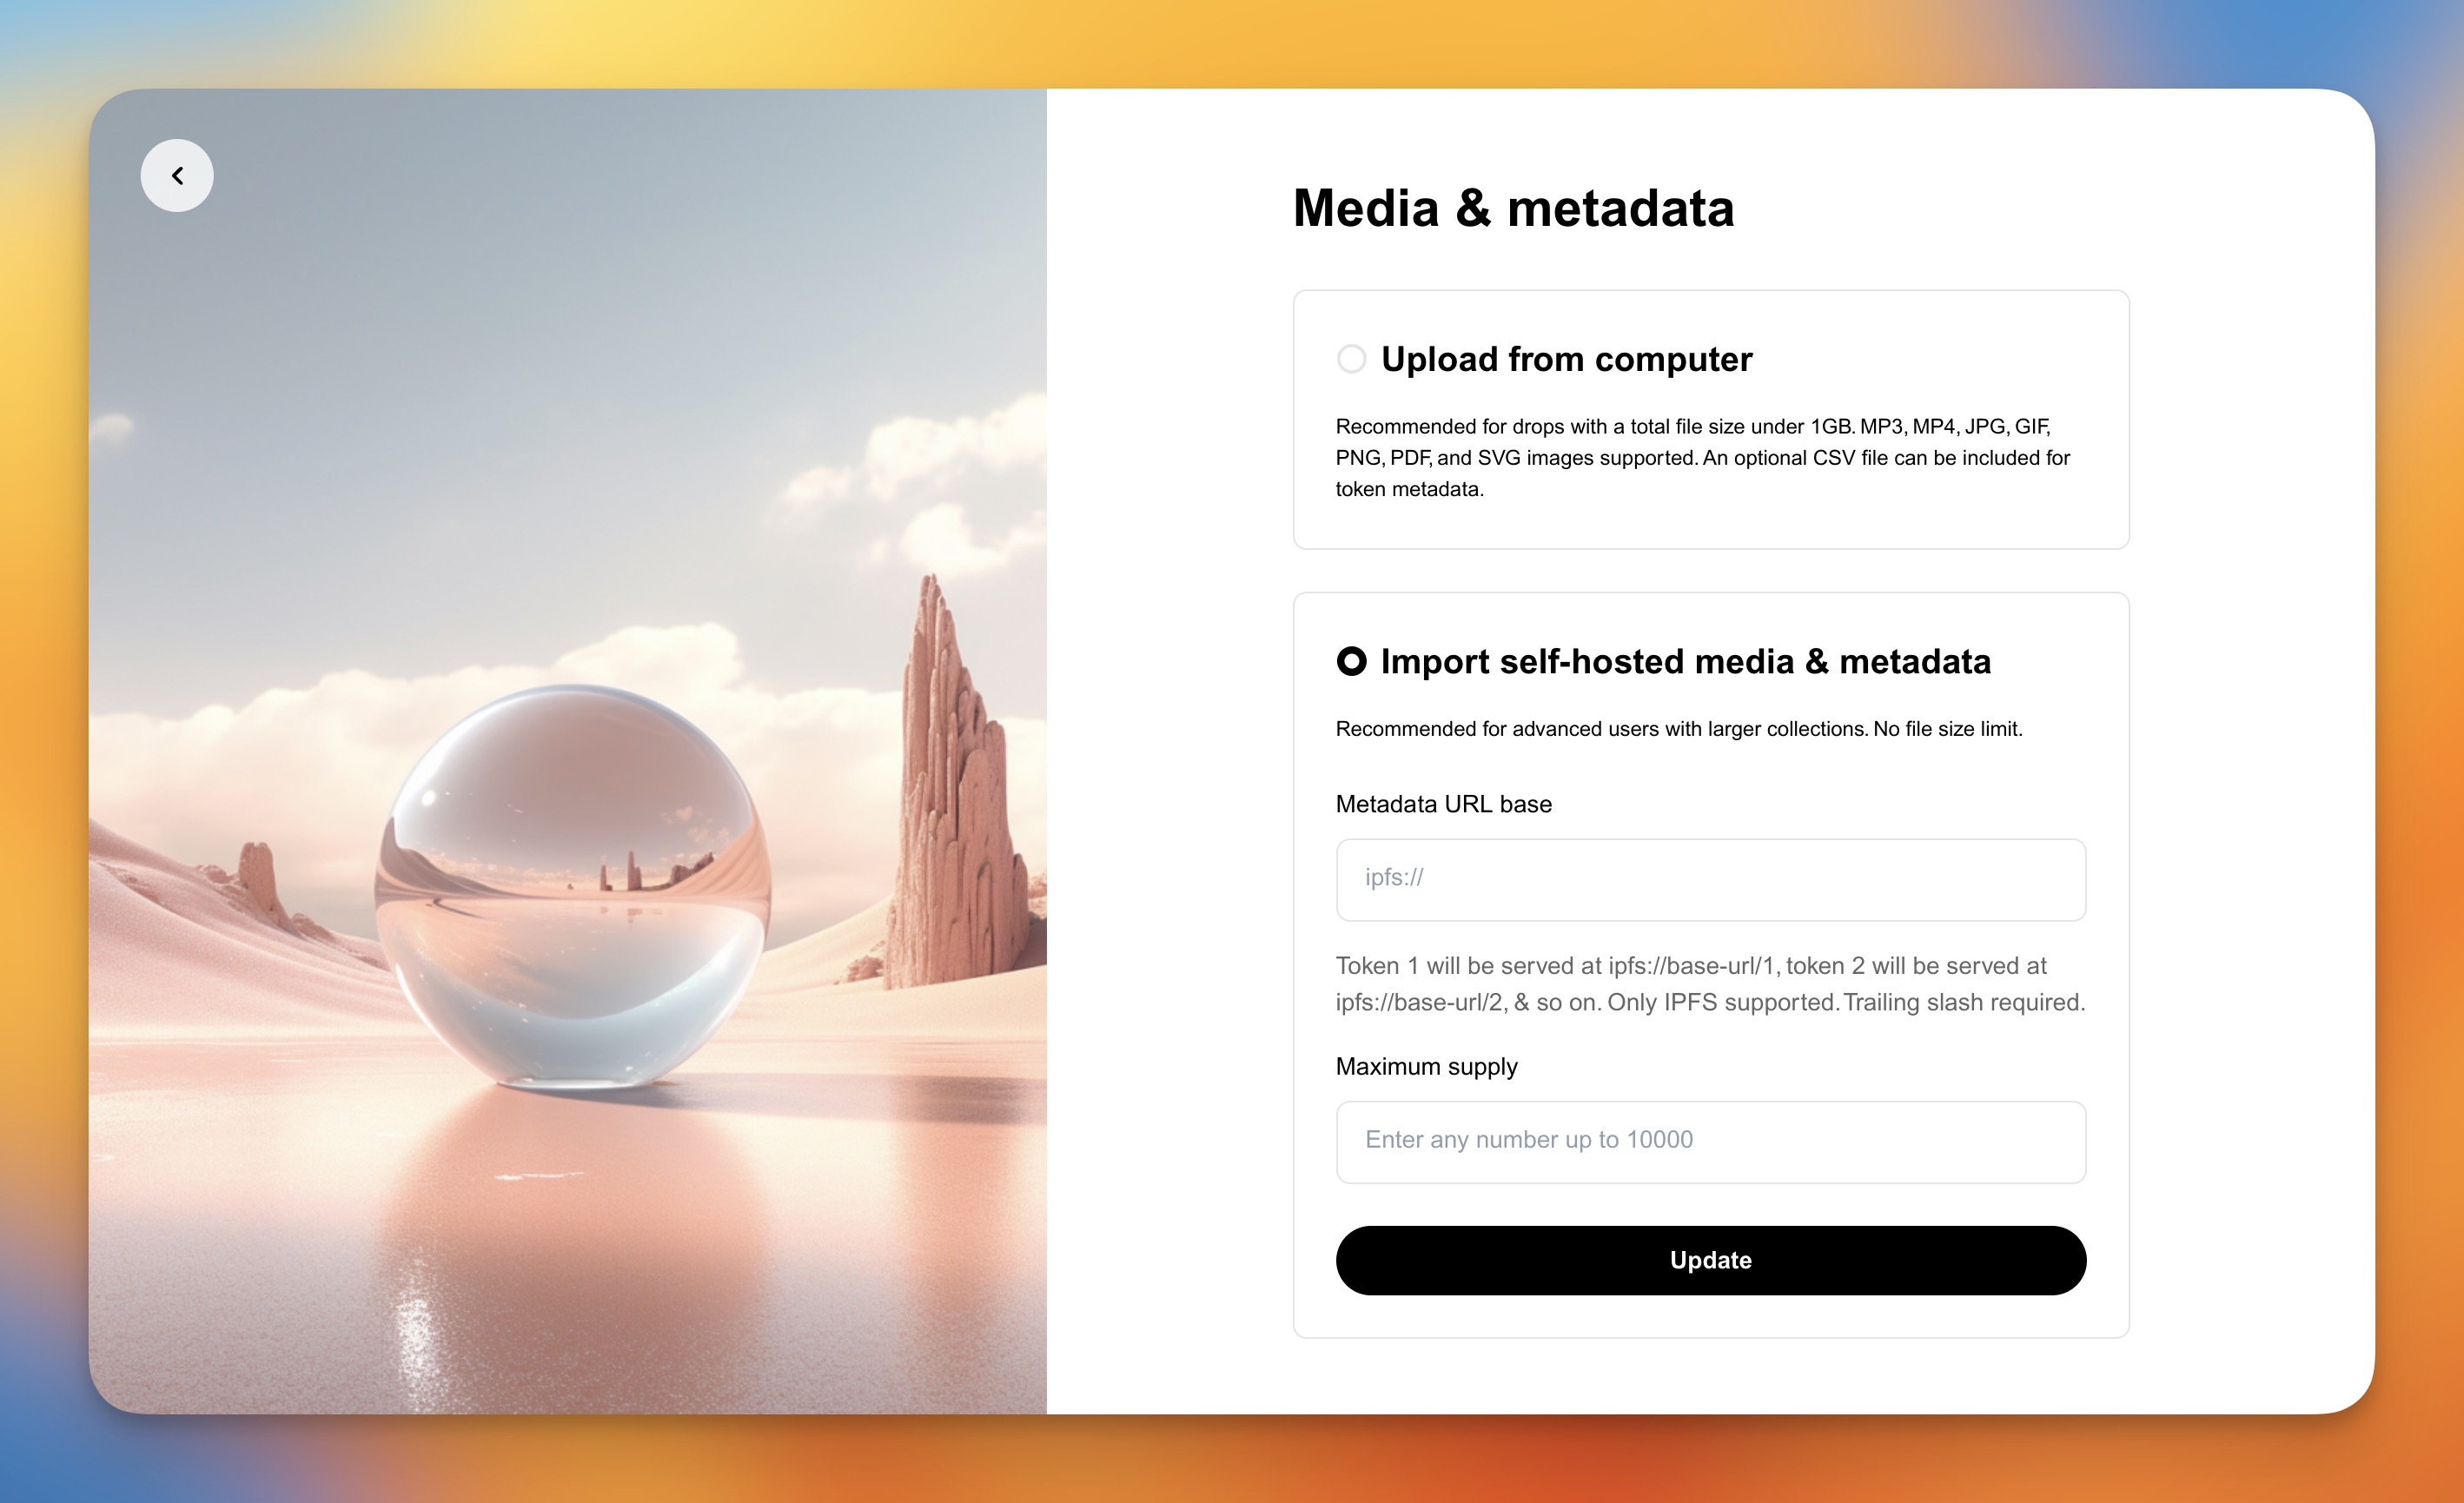 Media & metadata
Upload from computer
Recommended for drops with a total file size under 1GB. MP3, MP4, JPG, GIF,
PNG, PDF, and SVG images supported. An optional CSV file can be included for
token metadata.
Import self-hosted media & metadata
Recommended for advanced users with larger collections. No file size limit.
Metadata URL base
ipfs://
Token 1 will be served at ipfs://base-url/1, token 2 will be served at
ipfs://base-url/2, & so on. Only IPFS supported. Trailing slash required.
Maximum supply
Enter any number up to 10000
Update